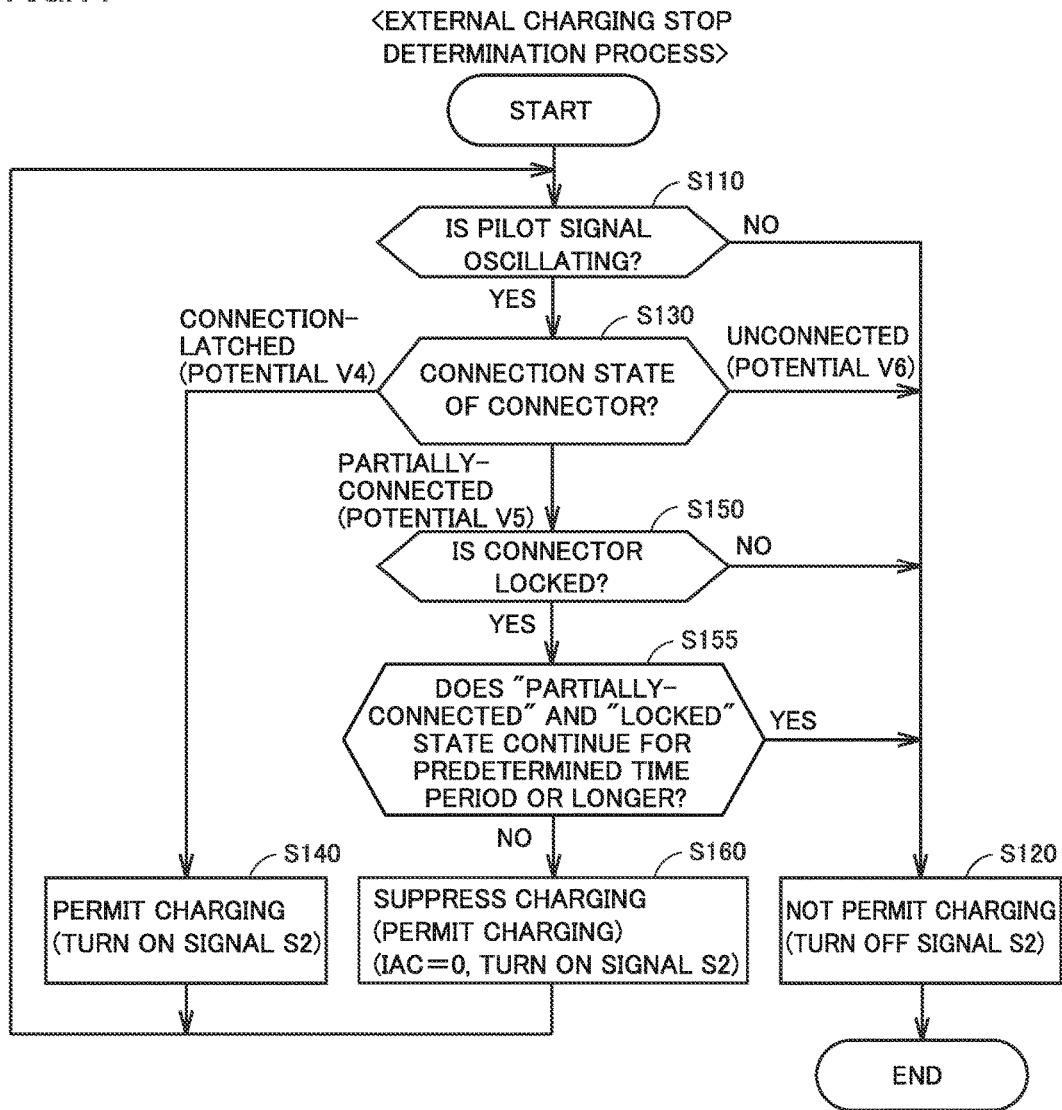 <EXTERNAL CHARGING STOP
DETERMINATION PROCESS>
START
S110
IS PILOT SIGNAL
OSCILLATING?
NO
YES
S130
CONNECTION-
LATCHED
(POTENTIAL V4)
CONNECTION STATE
OF CONNECTOR?
UNCONNECTED
(POTENTIAL V6)
PARTIALLY-
CONNECTED
(POTENTIAL V5)
S150
IS CONNECTOR
LOCKED?
NO
YES
S155
DOES "PARTIALLY-
CONNECTED" AND "LOCKED"
STATE CONTINUE FOR
PREDETERMINED TIME
PERIOD OR LONGER?
YES
NO
S140
PERMIT CHARGING
(TURN ON SIGNAL S2)
S160
SUPPRESS CHARGING
(PERMIT CHARGING)
(IAC=0, TURN ON SIGNAL S2)
S120
NOT PERMIT CHARGING
(TURN OFF SIGNAL S2)
END